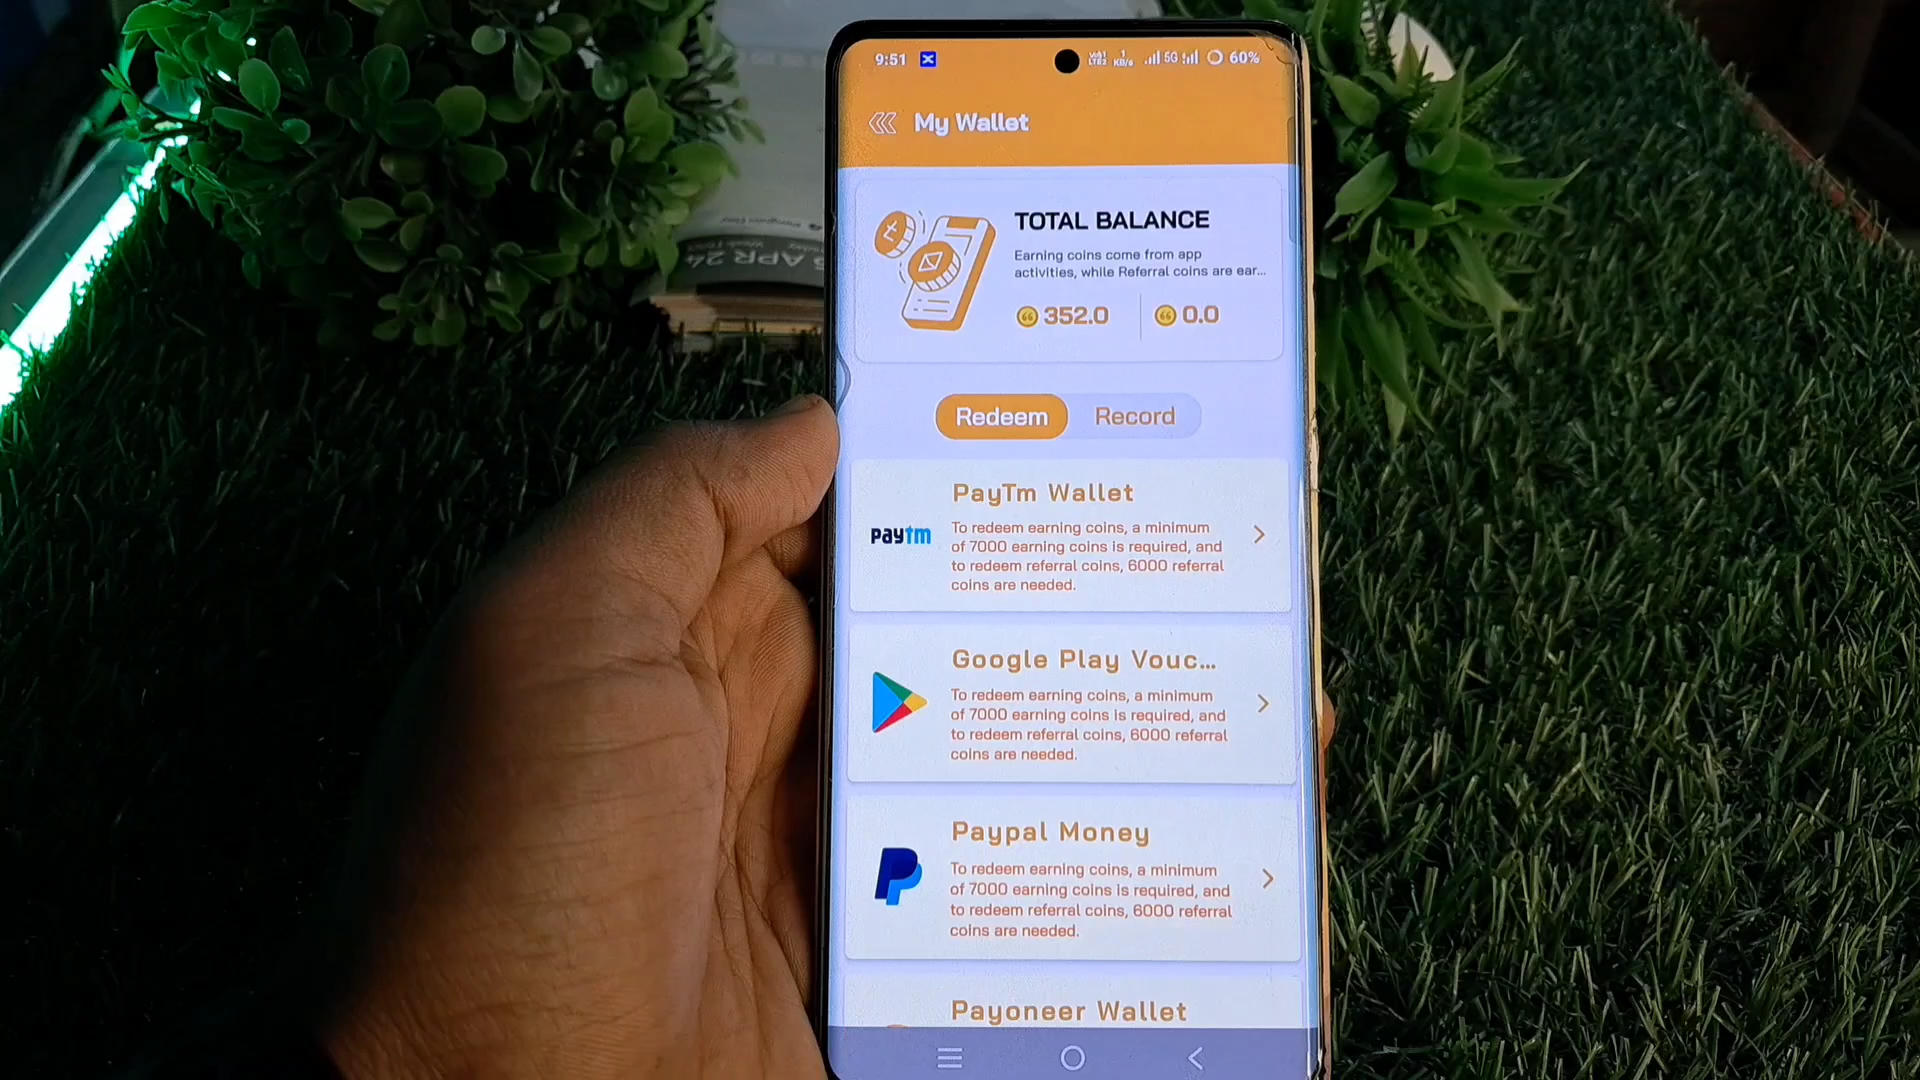 9:51
5G
60%
My Wallet
TOTAL BALANCE
Earning coins come from app
activities, while Referral coins are ear...
352.0
0.0
Redeem
Record
PayTm Wallet
paytm
To redeem earning coins, a minimum
of 7000 earning coins is required, and
to redeem referral coins, 6000 referral
coins are needed.
Google Play Vouc...
To redeem earning coins, a minimum
of 7000 earning coins is required, and
to redeem referral coins, 6000 referral
coins are needed.
Paypal Money
To redeem earning coins, a minimum
of 7000 earning coins is required, and
to redeem referral coins, 6000 referral
coins are needed.
Payoneer Wallet
APR 24